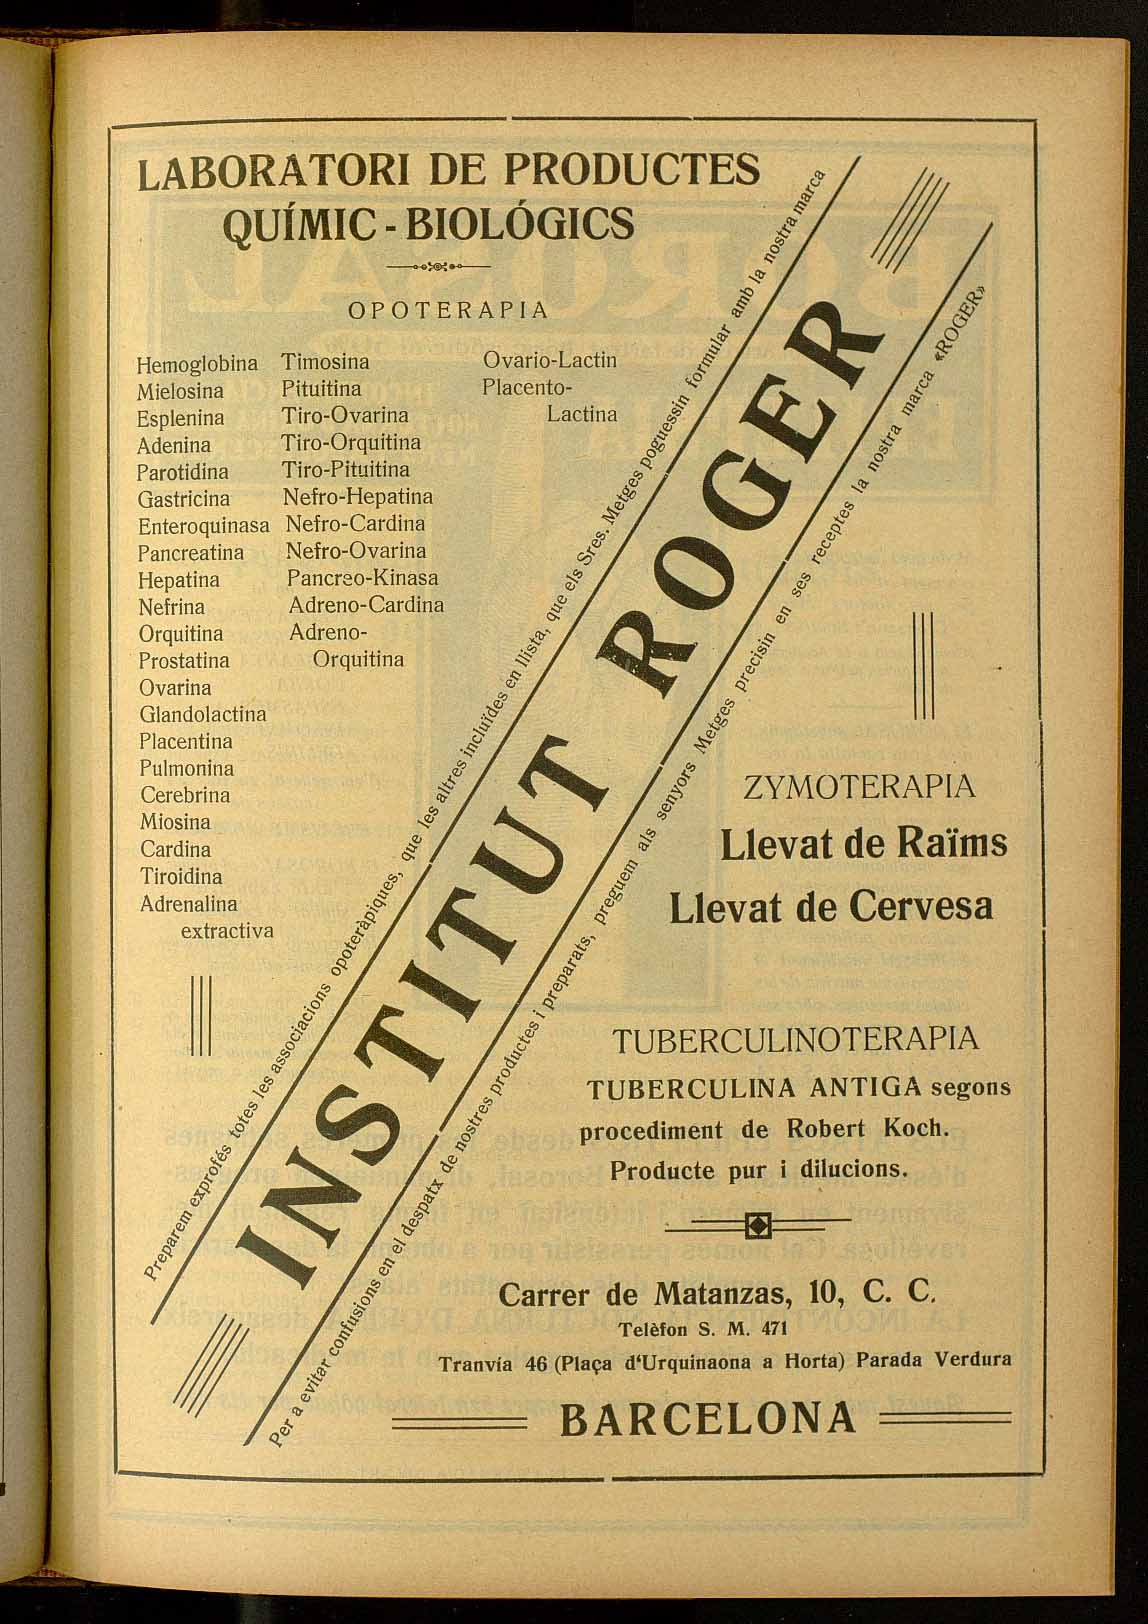 LABORATORI DE PRODUCTES
QUÍMIC - BIOLÓGICS
OPOTERAPIA
Hemoglobina
Mielosina
Esplenina
Adenina
Parotidina
Gastricina
Enteroquinasa
Pancreatina
Hepatina
Nefrina
Orquitina
Prostatina
Ovarina
Glandolactina
Placentina
Pulmonina
Cerebrina
Miosina
Cardina
Tiroidina
Adrenalina
extractiva
Timosina
Pituitina
Tiro-Ovarina
Tiro-Orquitina
Tiro-Pituitina
Nefro-Hepatina
Nefro-Cardina
Nefro-Ovarina
Pancreo-Kinasa
Adreno-Cardina
Adreno-
Orquitina
Ovario-Lactin
Placento-
Lactina
Preparem exprofés totes les associacions opoteràpiques, que les altres incluïdes en llista, que els Sres. Metges poguessin formular amb la nostra marca
INSTITUT ROGER
Per a evitar confusions en el despatx de nostres productes i preparats, preguem als senyors Metges precisin en ses receptes la nostra marca «ROGER»
ZYMOTERAPIA
Llevat de Raïms
Llevat de Cervesa
TUBERCULINOTERAPIA
TUBERCULINA ANTIGA segons
procediment de Robert Koch.
Producte pur i dilucions.
Carrer de Matanzas, 10, C. C.
Telèfon S. M. 471
Tranvía 46 (Plaça d'Urquinaona a Horta) Parada Verdura
BARCELONA